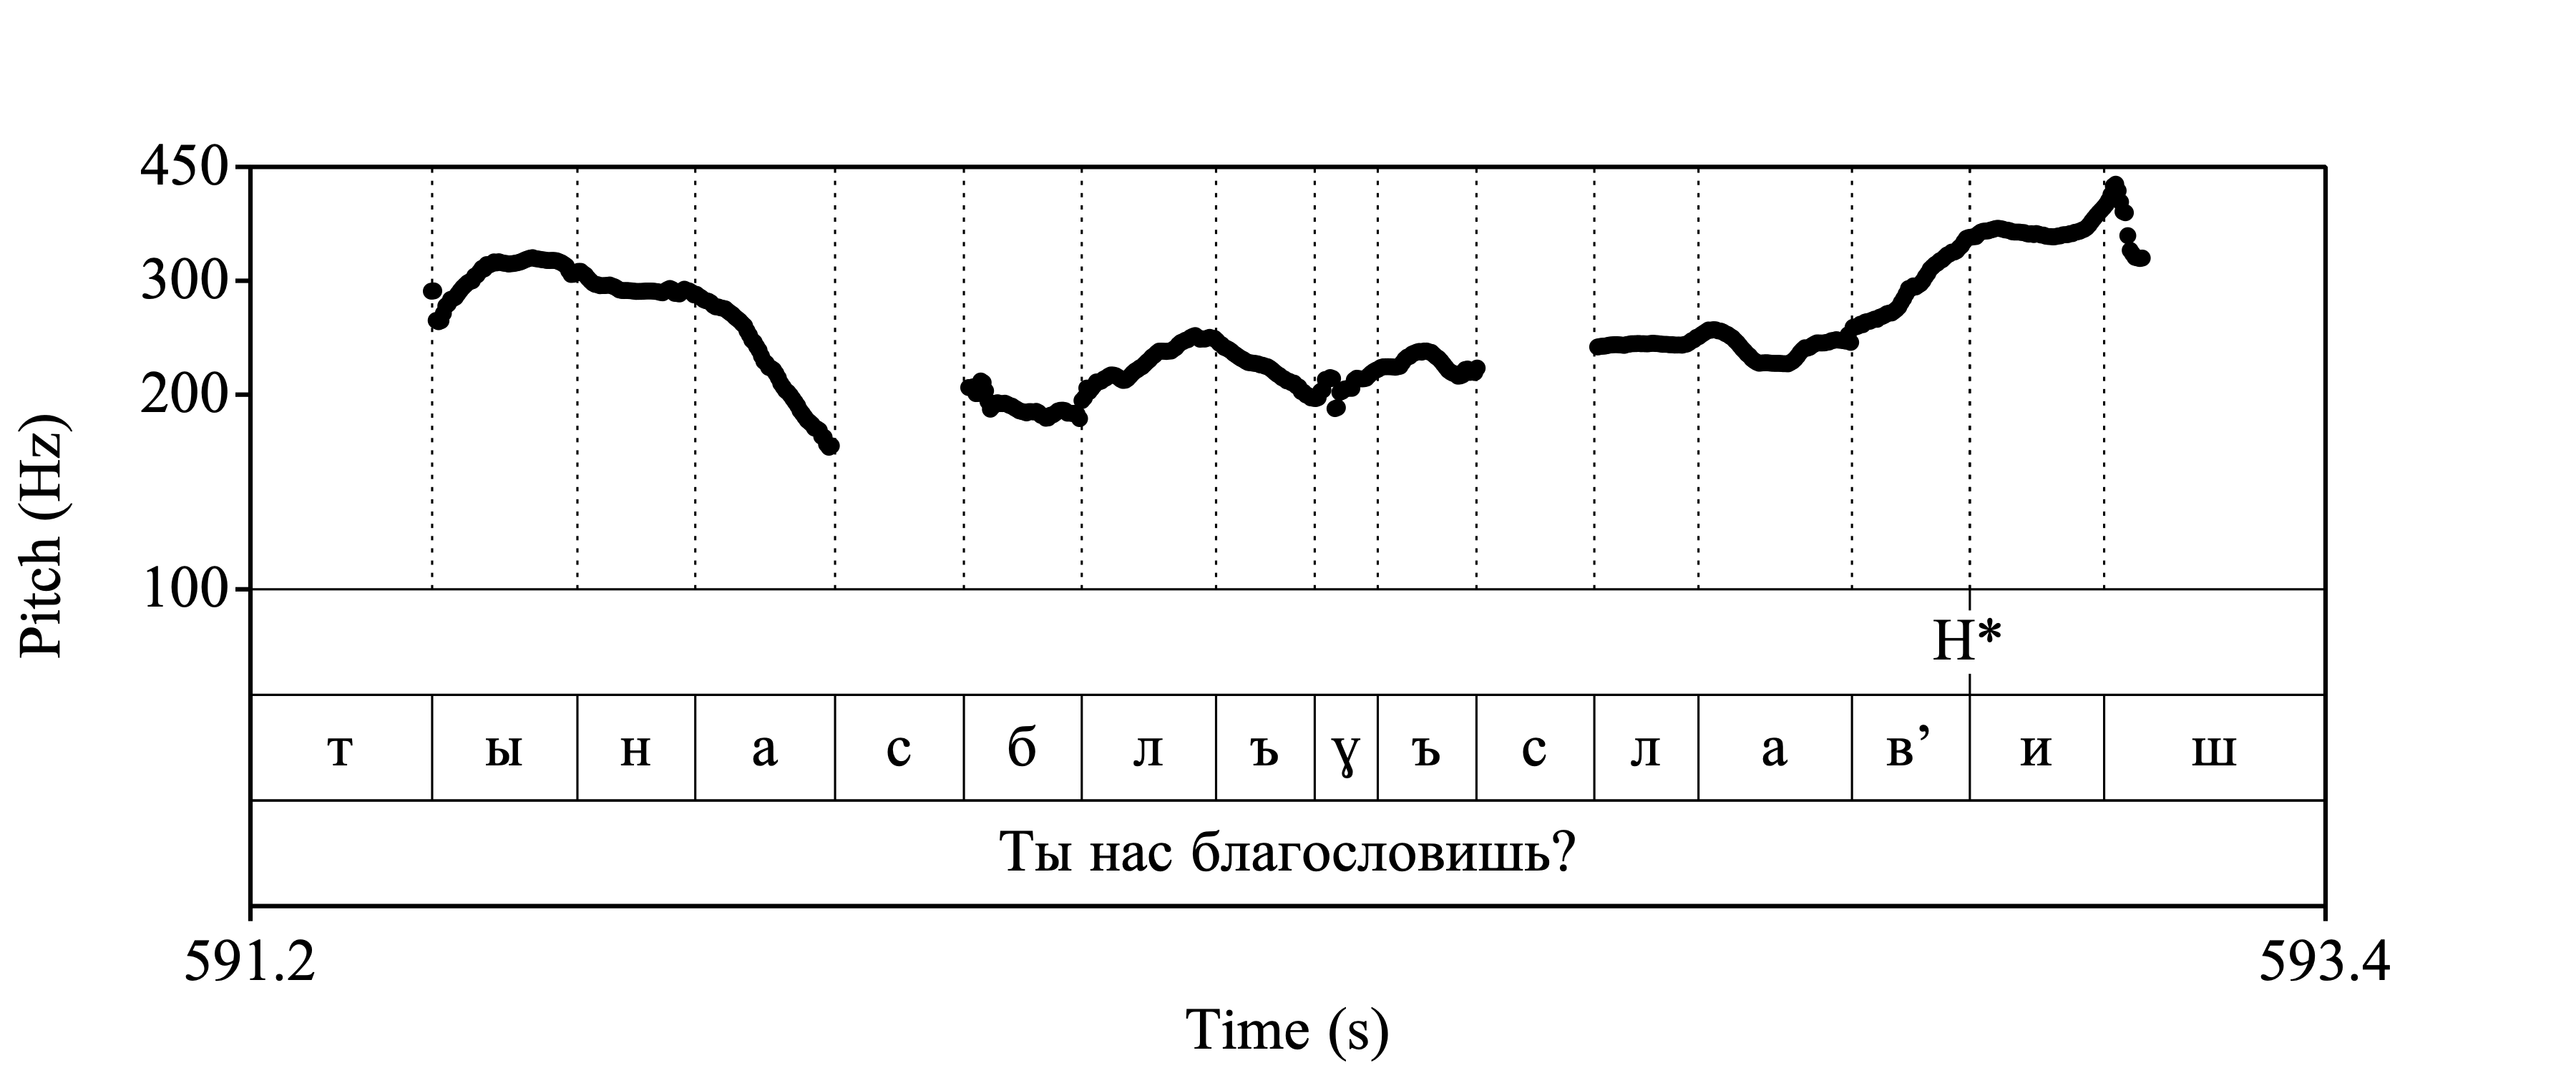 450
300
200
100
Pitch (Hz)
H*
т ы н а с б л ъ ɣ ъ с л а в’ и ш
Ты нас благословишь?
591.2 593.4
Time (s)